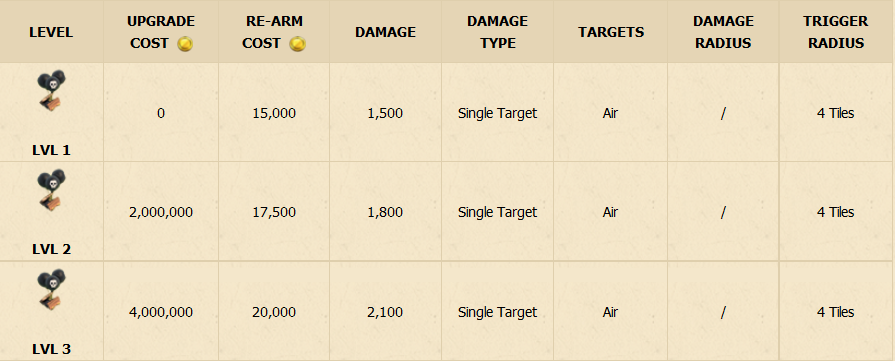 LEVEL UPGRADE COST RE-ARM COST DAMAGE DAMAGE TYPE TARGETS DAMAGE RADIUS TRIGGER RADIUS
LVL 1 0 15,000 1,500 Single Target Air / 4 Tiles
LVL 2 2,000,000 17,500 1,800 Single Target Air / 4 Tiles
LVL 3 4,000,000 20,000 2,100 Single Target Air / 4 Tiles